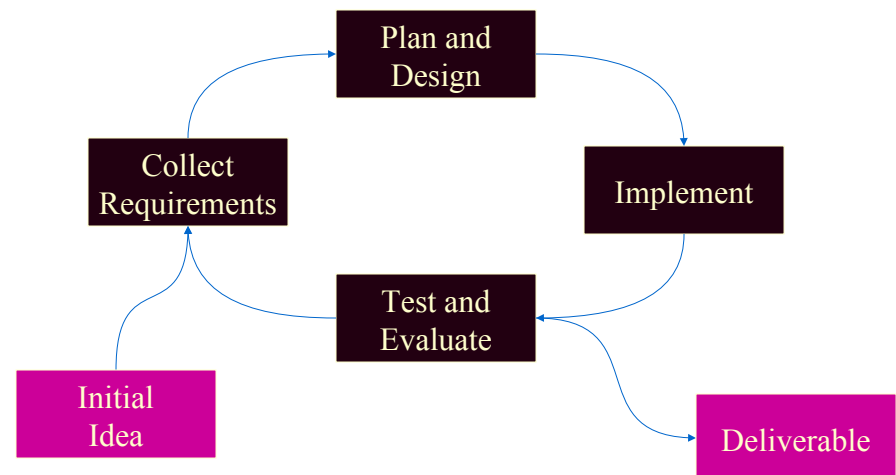 Plan and
Design
Collect
Requirements
Implement
Test and
Evaluate
Initial
Idea
Deliverable